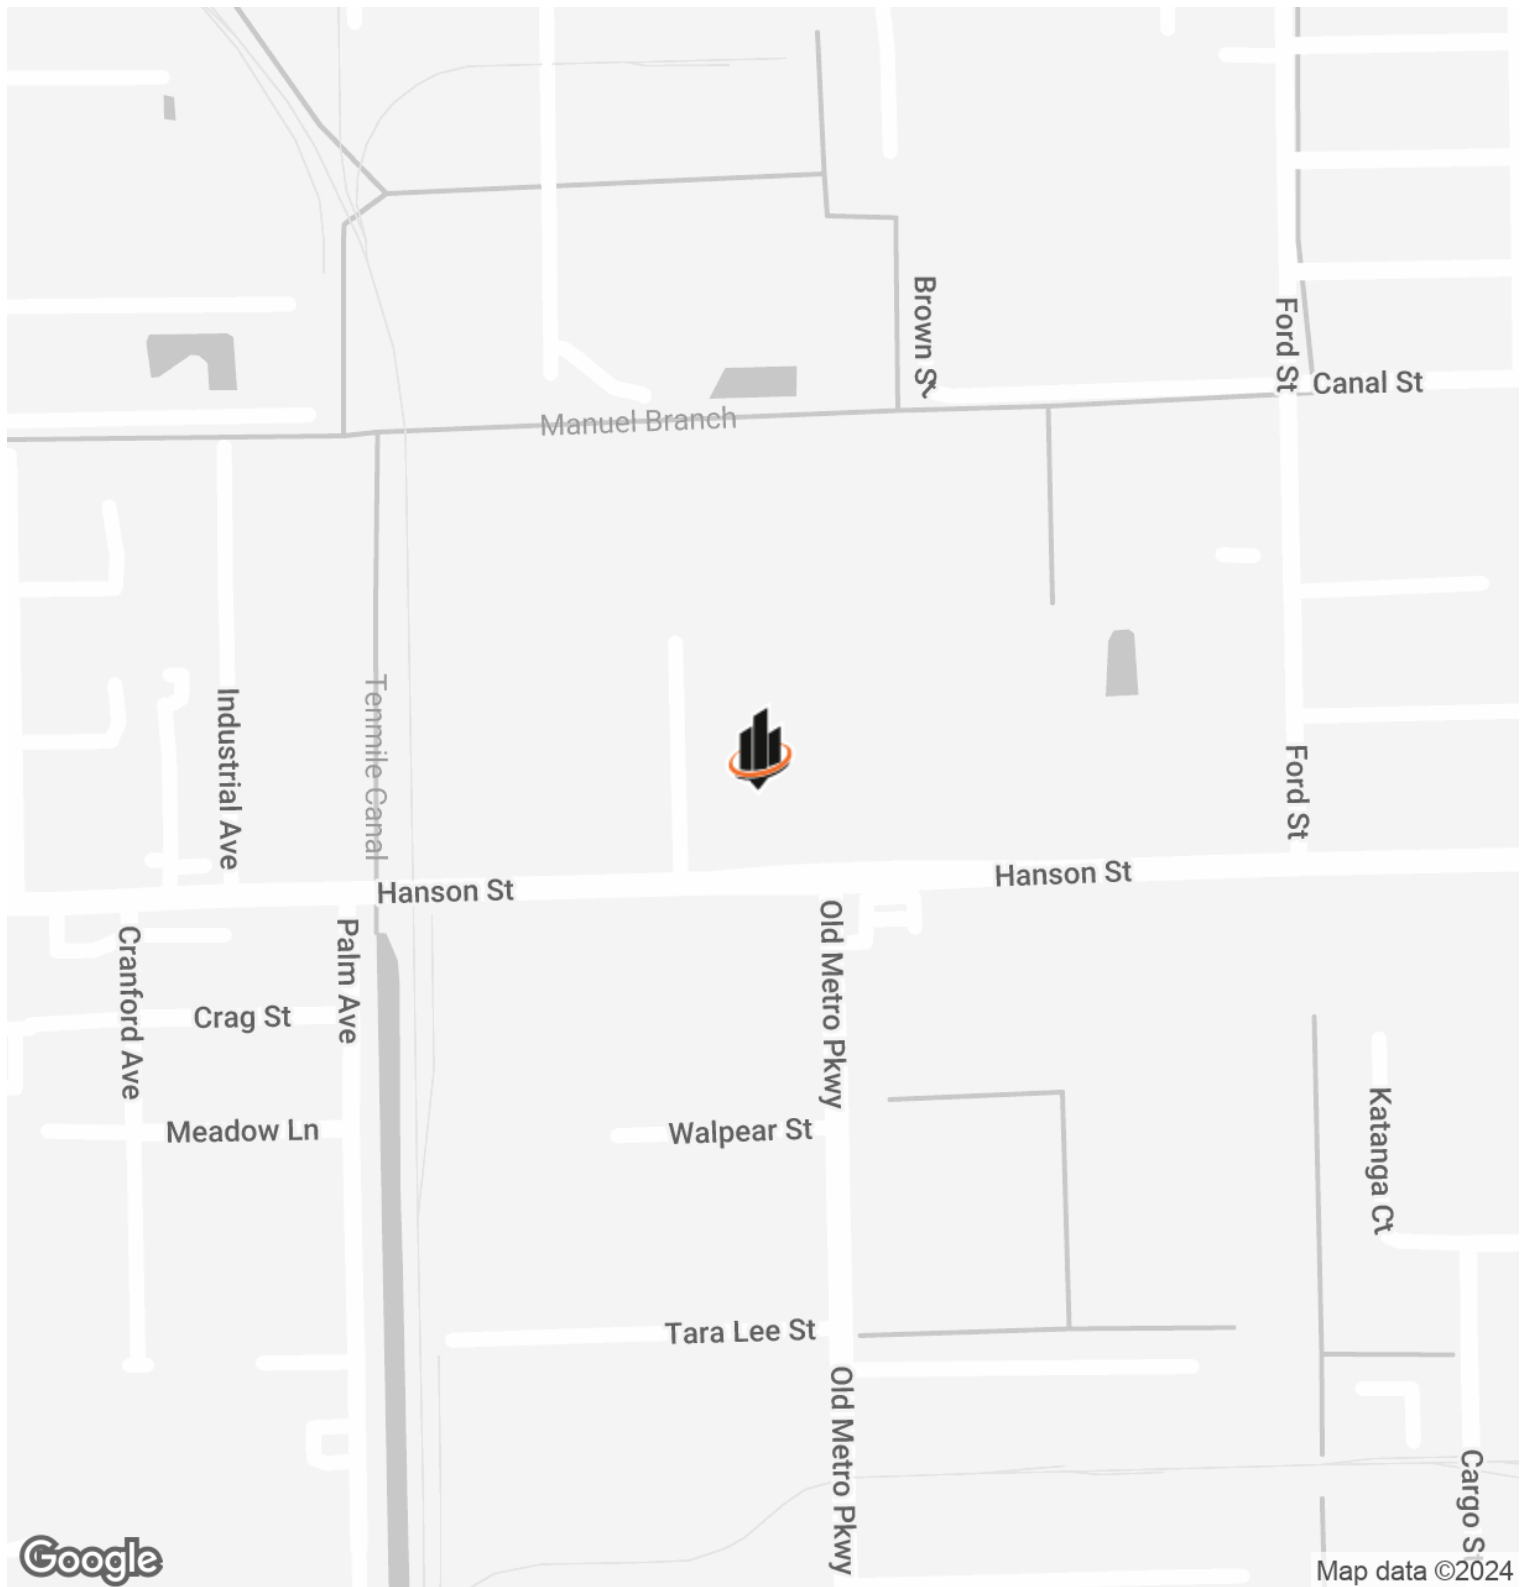 Brown St
Ford St
Canal St
Manuel Branch
Industrial Ave
Tenmile Canal
Ford St
Hanson St
Hanson St
Cranford Ave
Palm Ave
Old Metro Pkwy
Crag St
Meadow Ln
Walpear St
Katanga Ct
Tara Lee St
Old Metro Pkwy
Cargo St
Google
Map data ©2024